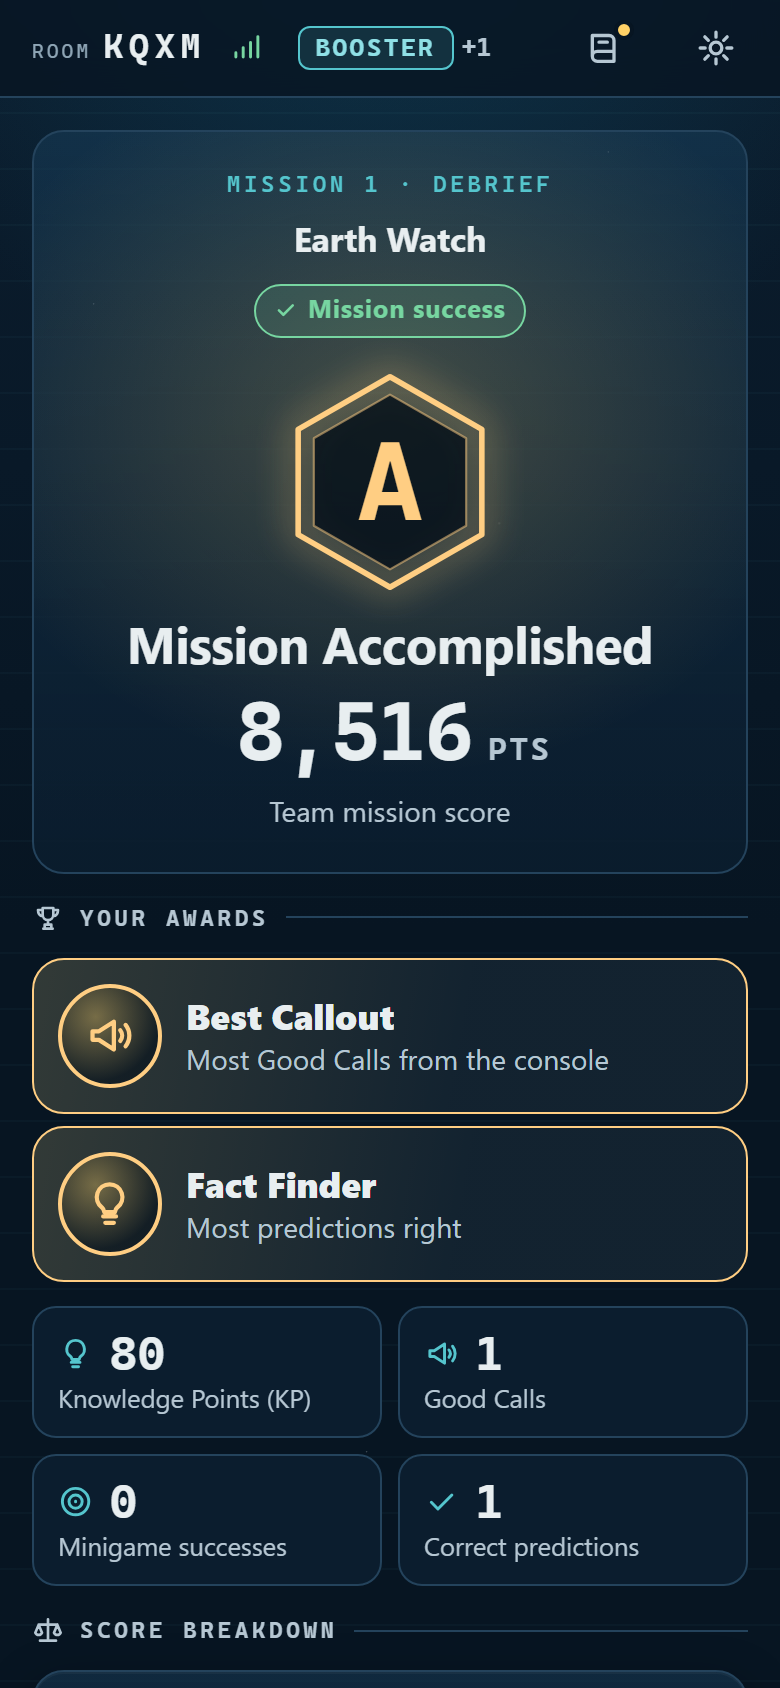 ROOM KQXM BOOSTER +1
MISSION 1 · DEBRIEF
Earth Watch
Mission success
A
Mission Accomplished
8,516 PTS
Team mission score
YOUR AWARDS
Best Callout
Most Good Calls from the console
Fact Finder
Most predictions right
80
Knowledge Points (KP)
1
Good Calls
0
Minigame successes
1
Correct predictions
SCORE BREAKDOWN